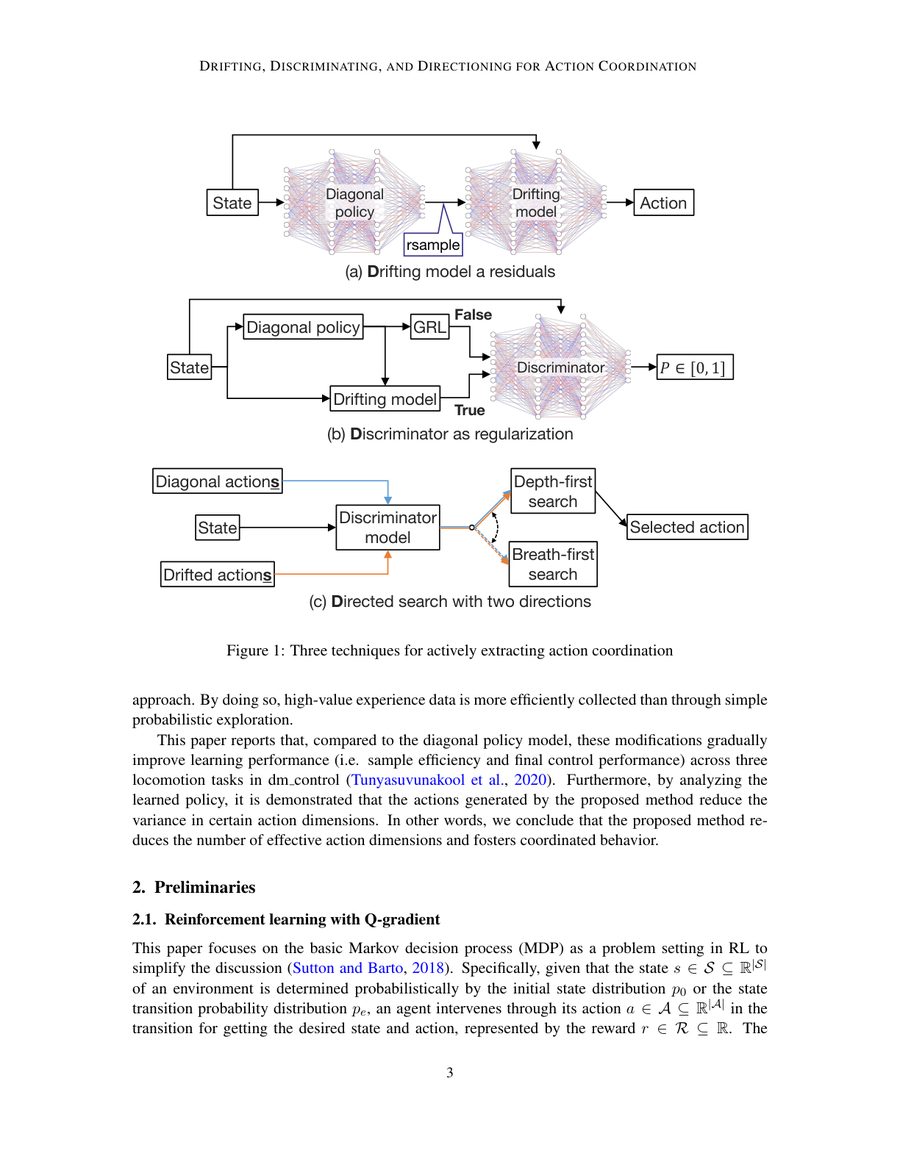 DRIFTING, DISCRIMINATING, AND DIRECTIONING FOR ACTION COORDINATION
State
Diagonal
policy
Drifting
model
Action
rsample
(a) Drifting model a residuals
False
Diagonal policy
GRL
State
Discriminator
P ∈ [0, 1]
Drifting model
True
(b) Discriminator as regularization
Diagonal actions
Depth-first
search
State
Discriminator
model
Selected action
Breath-first
search
Drifted actions
(c) Directed search with two directions
Figure 1: Three techniques for actively extracting action coordination
approach. By doing so, high-value experience data is more efficiently collected than through simple
probabilistic exploration.
This paper reports that, compared to the diagonal policy model, these modifications gradually
improve learning performance (i.e. sample efficiency and final control performance) across three
locomotion tasks in dm_control (Tunyasuvunakool et al., 2020). Furthermore, by analyzing the
learned policy, it is demonstrated that the actions generated by the proposed method reduce the
variance in certain action dimensions. In other words, we conclude that the proposed method re-
duces the number of effective action dimensions and fosters coordinated behavior.
2. Preliminaries
2.1. Reinforcement learning with Q-gradient
This paper focuses on the basic Markov decision process (MDP) as a problem setting in RL to
simplify the discussion (Sutton and Barto, 2018). Specifically, given that the state s ∈ 𝒮 ⊆ ℝ^|𝒮|
of an environment is determined probabilistically by the initial state distribution p₀ or the state
transition probability distribution pₑ, an agent intervenes through its action a ∈ 𝒜 ⊆ ℝ^|𝒜| in the
transition for getting the desired state and action, represented by the reward r ∈ ℛ ⊆ ℝ. The
3